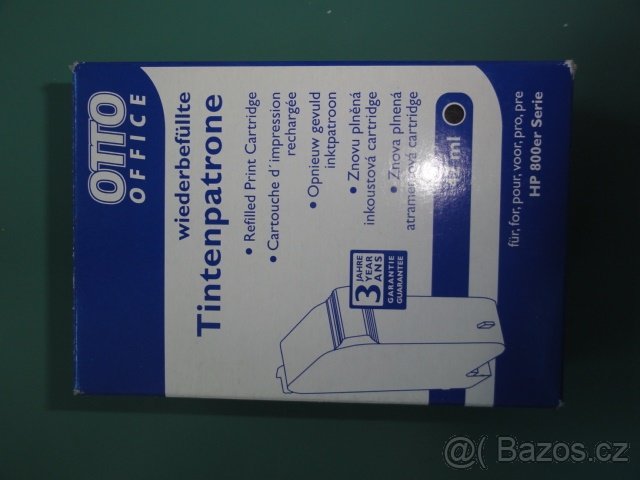 OTTO
OFFICE
wiederbefüllte
Tintenpatrone
• Refilled Print Cartridge
• Cartouche d'impression
rechargée
• Opnieuw gevuld
inktpatroon
• Znovu plněná
inkoustová cartridge
• Znova plnená
atramentová cartridge
ml
3 JAHRE
YEAR
ANS
GARANTIE
GUARANTEE
für, for, pour, voor, pro, pre
HP 800er Serie
@( Bazos.cz